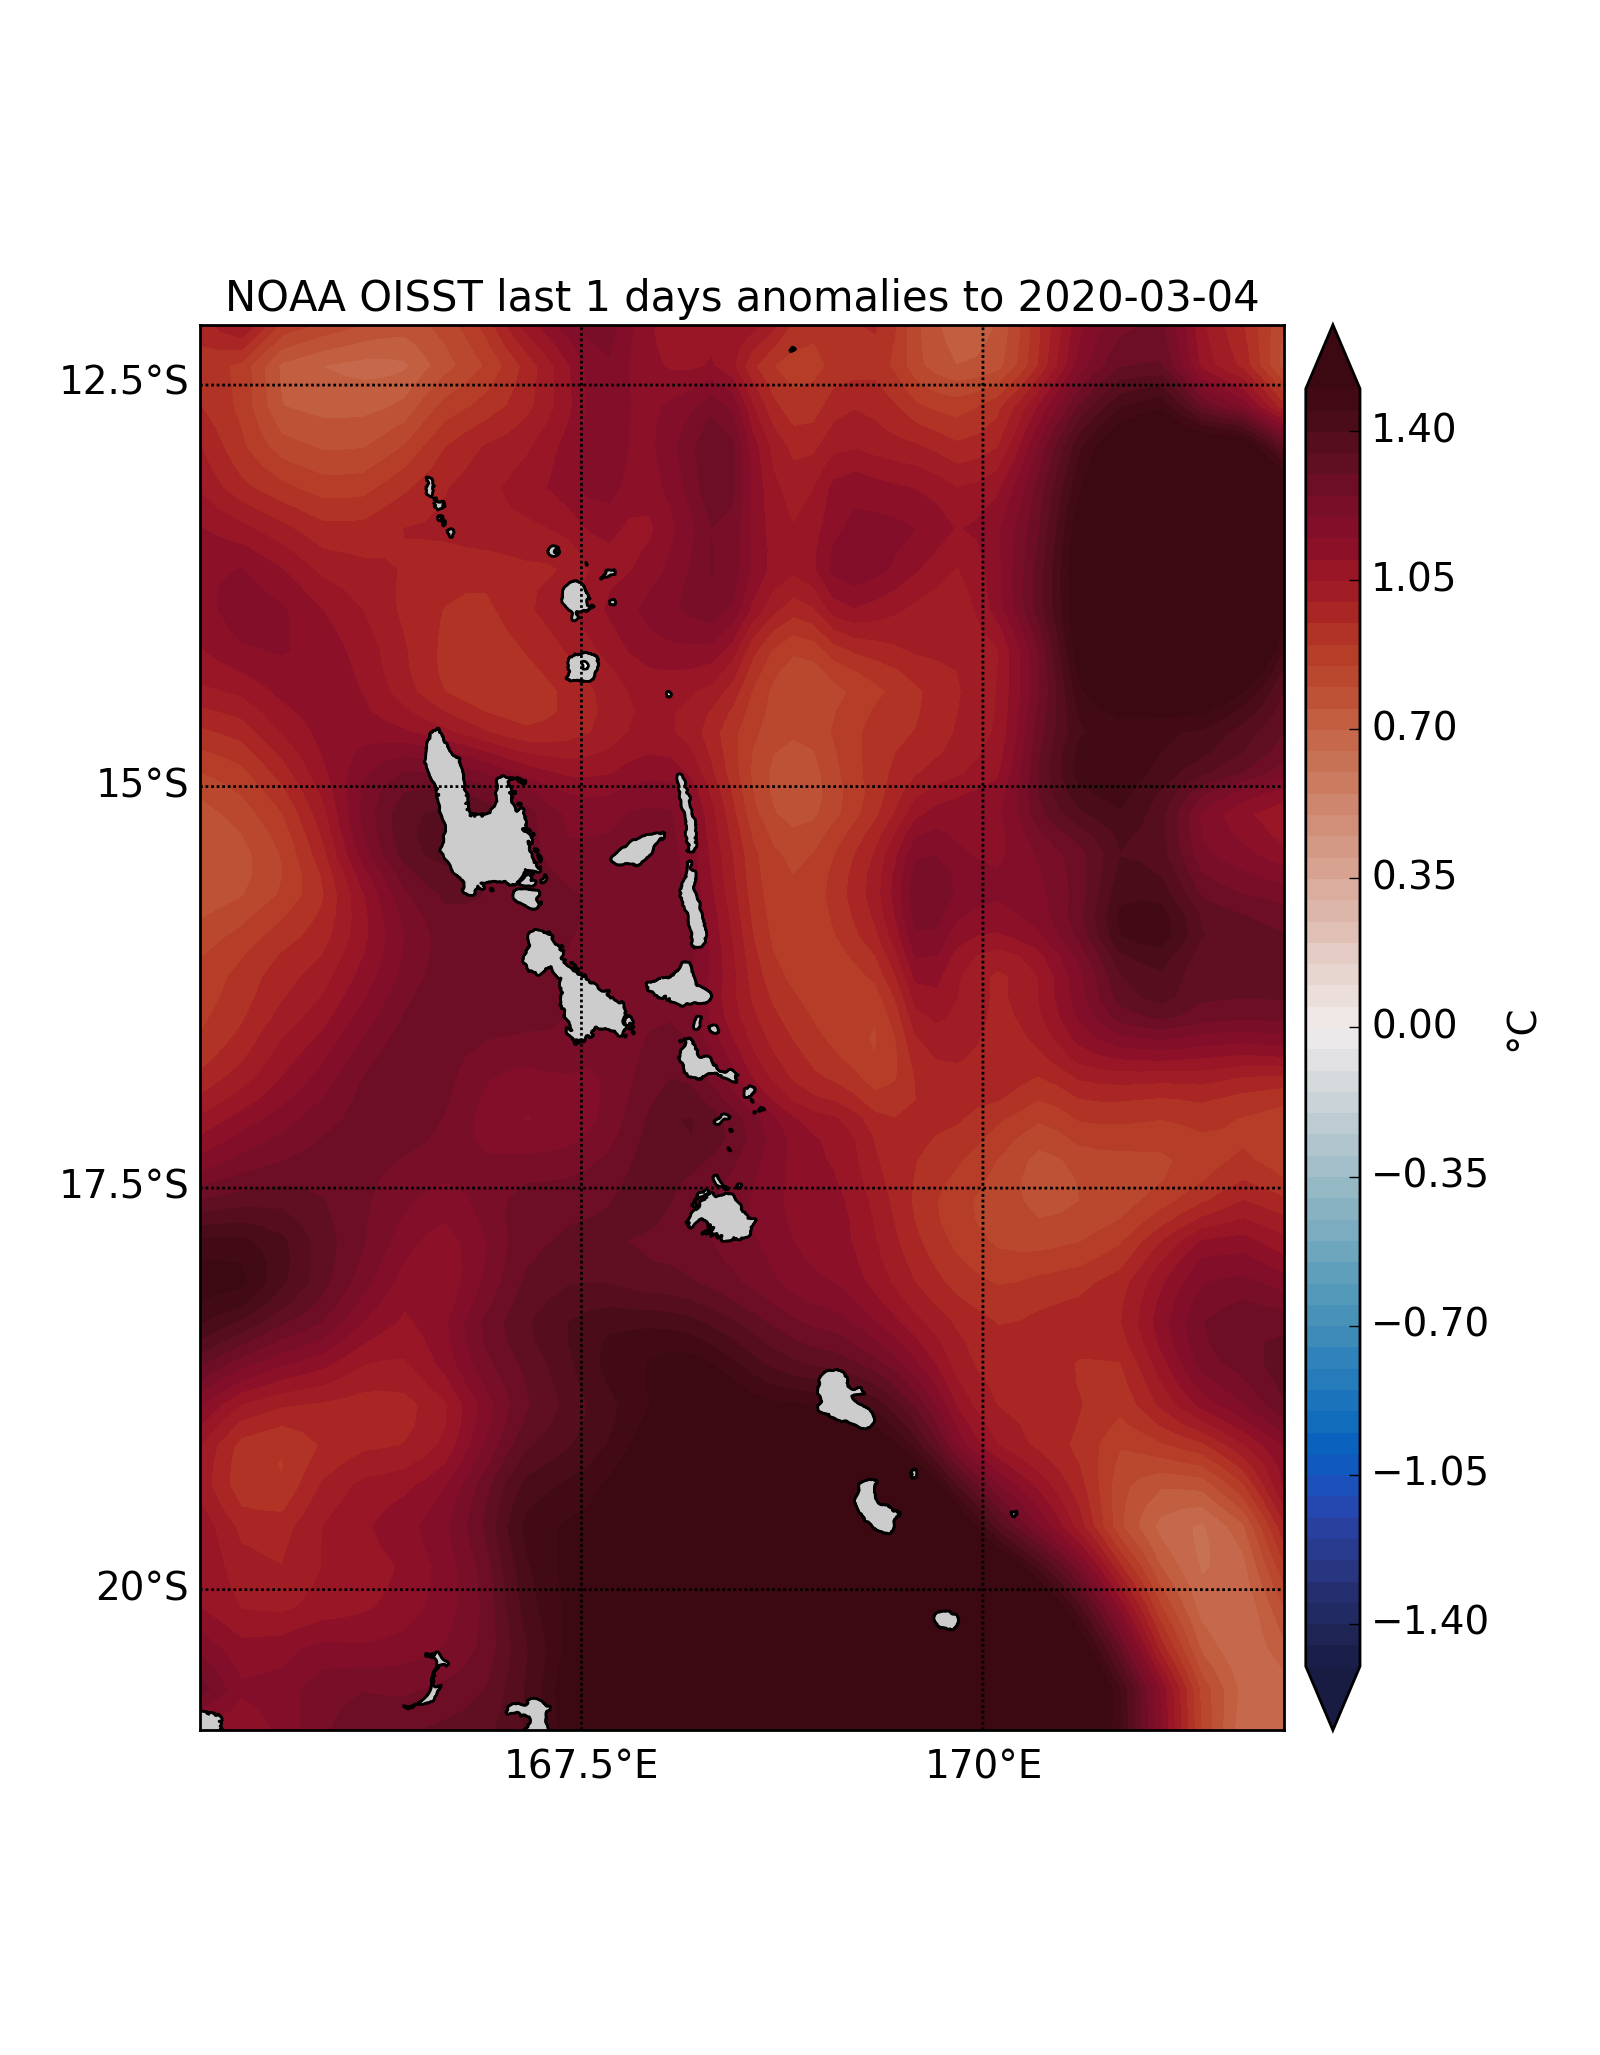 NOAA OISST last 1 days anomalies to 2020-03-04
12.5°S
15°S
17.5°S
20°S
167.5°E
170°E
1.40
1.05
0.70
0.35
0.00
−0.35
−0.70
−1.05
−1.40
°C